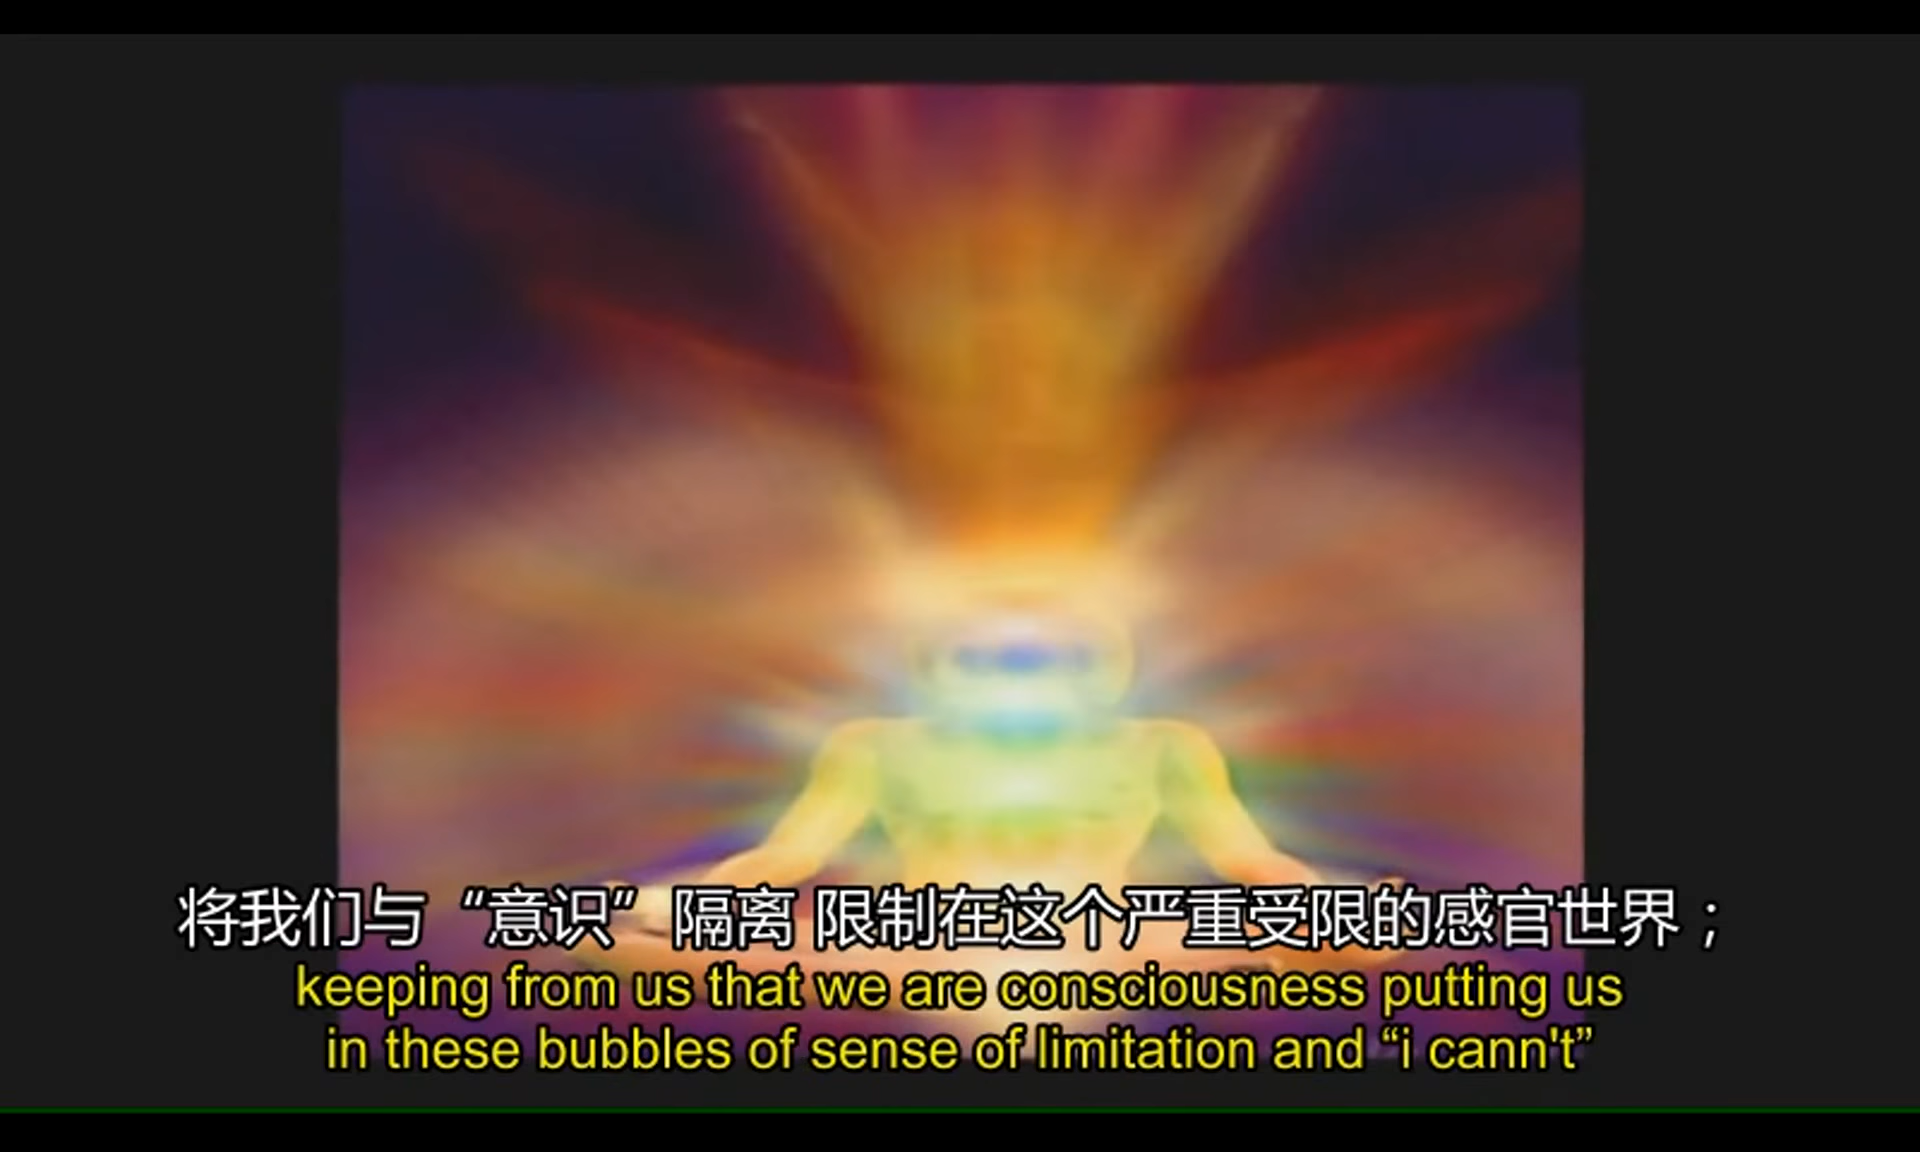 将我们与“意识”隔离 限制在这个严重受限的感官世界；
keeping from us that we are consciousness putting us
in these bubbles of sense of limitation and “i cann't”